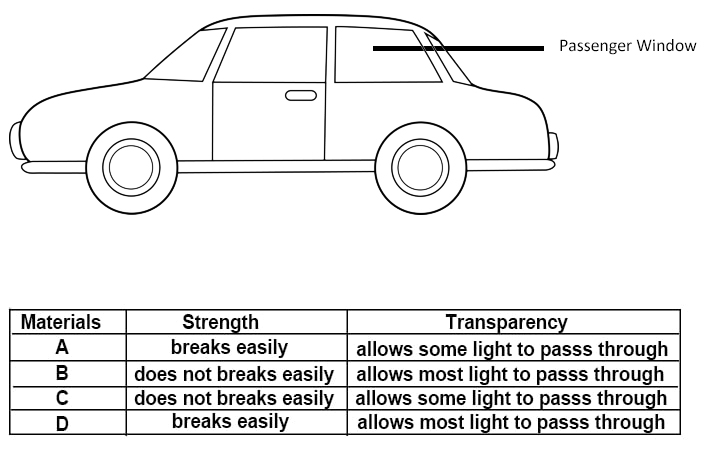 Passenger Window
Materials Strength Transparency
A breaks easily allows some light to passs through
B does not breaks easily allows most light to passs through
C does not breaks easily allows some light to passs through
D breaks easily allows most light to passs through